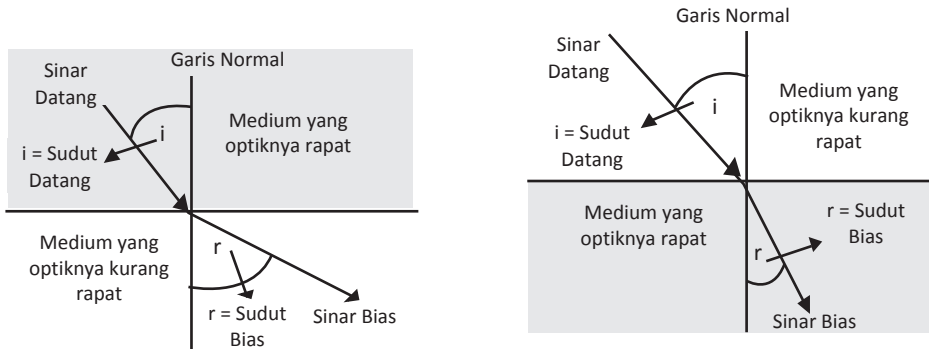 Garis Normal
Sinar
Datang
i
Medium yang
optiknya rapat
i = Sudut
Datang
Medium yang
optiknya kurang
rapat
r
r = Sudut
Bias
Sinar Bias
Garis Normal
Sinar
Datang
i
Medium yang
optiknya kurang
rapat
i = Sudut
Datang
Medium yang
optiknya rapat
r = Sudut
Bias
r
Sinar Bias